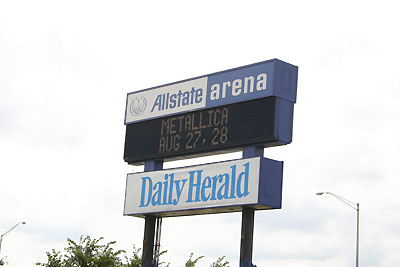 Allstate arena
METALLICA
AUG 27, 28
Daily Herald